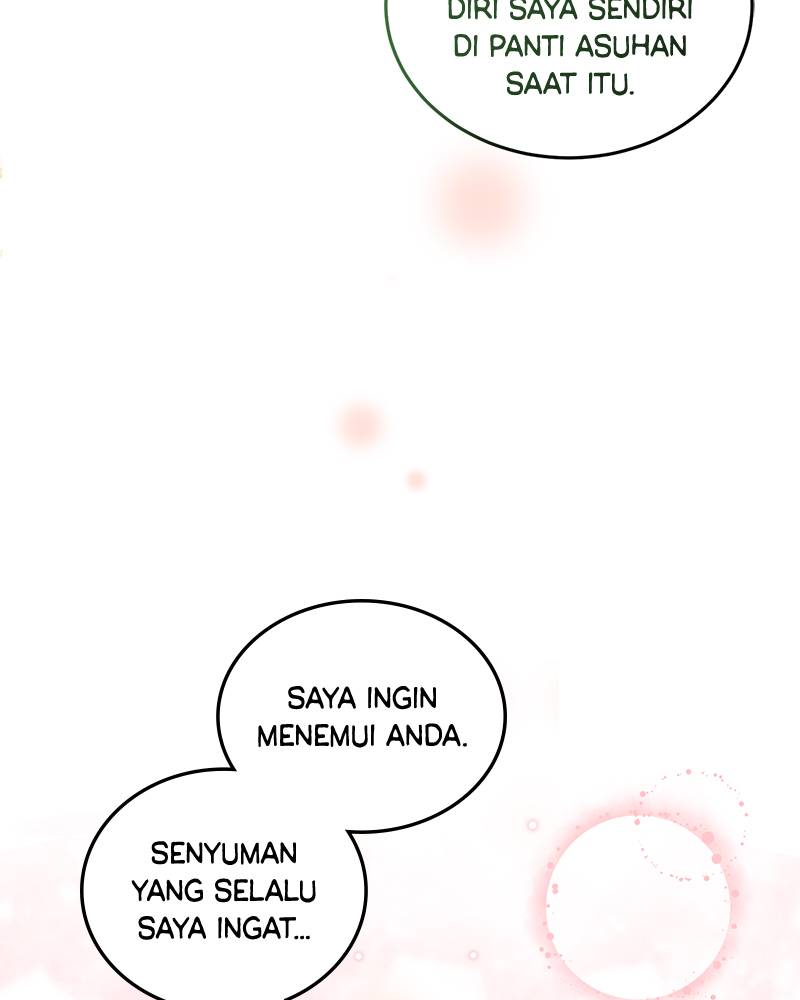 DIRI SAYA SENDIRI
DI PANTI ASUHAN
SAAT ITU.
SAYA INGIN
MENEMUI ANDA.
SENYUMAN
YANG SELALU
SAYA INGAT...